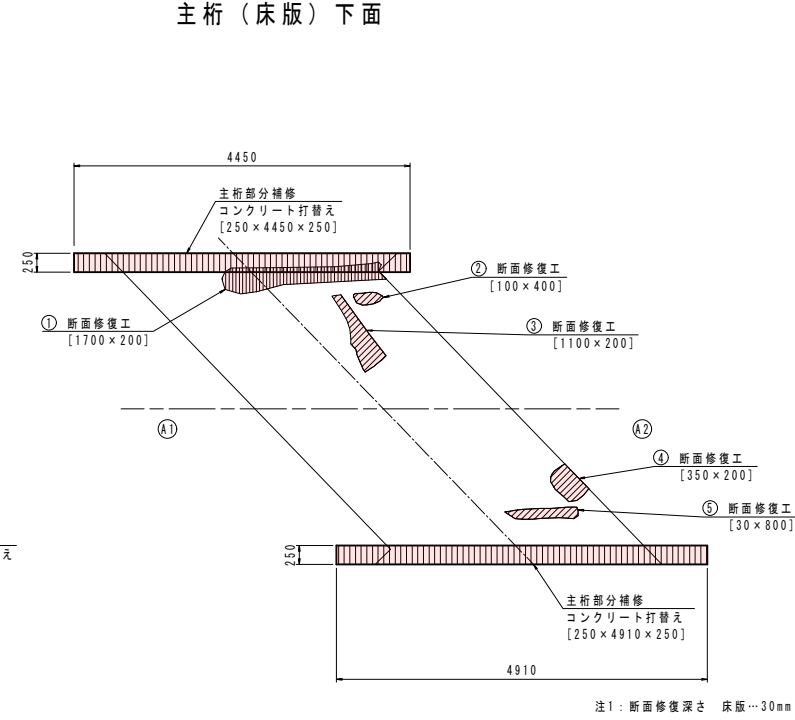 主桁（床版）下面
4450
主桁部分補修
コンクリート打替え
[250×4450×250]
250
② 断面修復工
[100×400]
① 断面修復工
[1700×200]
③ 断面修復工
[1100×200]
A1
A2
④ 断面修復工
[350×200]
⑤ 断面修復工
[30×800]
え
250
主桁部分補修
コンクリート打替え
[250×4910×250]
4910
注1：断面修復深さ 床版…30mm